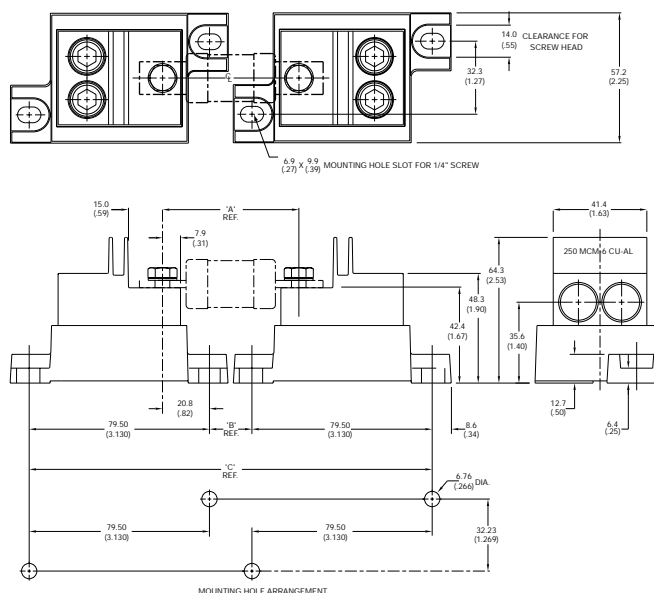 14.0
(.55)
CLEARANCE FOR
SCREW HEAD
32.3
(1.27)
57.2
(2.25)
C
L
6.9
(.27)
X
9.9
(.39)
MOUNTING HOLE SLOT FOR 1/4" SCREW
15.0
(.59)
"A"
REF.
7.9
(.31)
41.4
(1.63)
250 MCM-6 CU-AL
64.3
(2.53)
48.3
(1.90)
42.4
(1.67)
35.6
(1.40)
20.8
(.82)
12.7
(.50)
6.4
(.25)
79.50
(3.130)
"B"
REF.
79.50
(3.130)
8.6
(.34)
"C"
REF.
6.76
(.266) DIA.
79.50
(3.130)
79.50
(3.130)
32.23
(1.269)
MOUNTING HOLE ARRANGEMENT